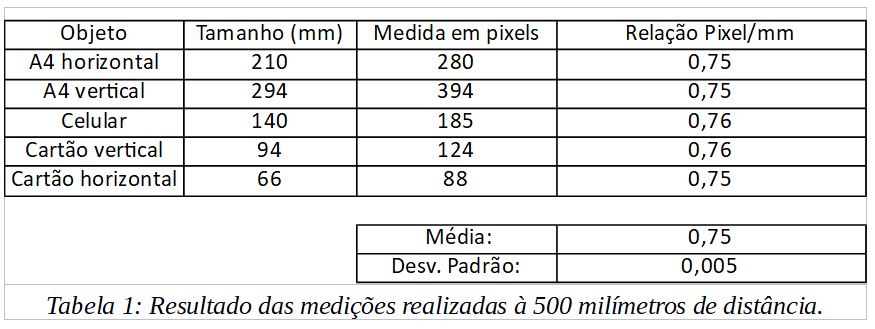 Objeto Tamanho (mm) Medida em pixels Relação Pixel/mm
A4 horizontal 210 280 0,75
A4 vertical 294 394 0,75
Celular 140 185 0,76
Cartão vertical 94 124 0,76
Cartão horizontal 66 88 0,75
Média: 0,75
Desv. Padrão: 0,005
Tabela 1: Resultado das medições realizadas à 500 milímetros de distância.